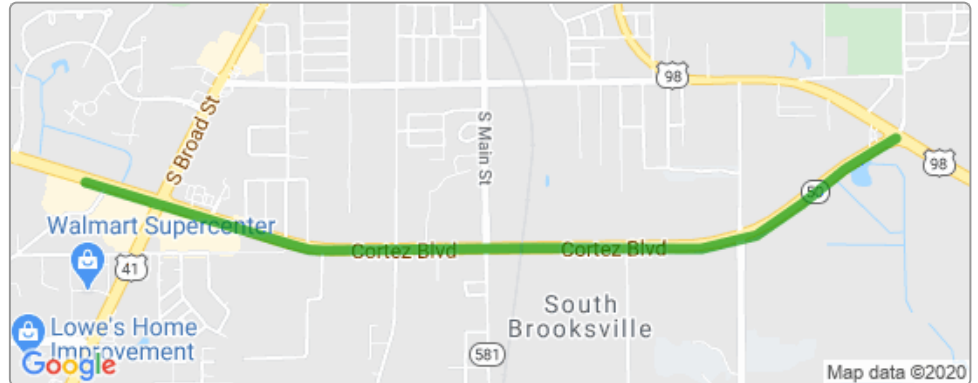 98
S Broad St
S Main St
98
50
Walmart Supercenter
Cortez Blvd
Cortez Blvd
41
South
Brooksville
Lowe's Home
Improvement
581
Google
Map data ©2020